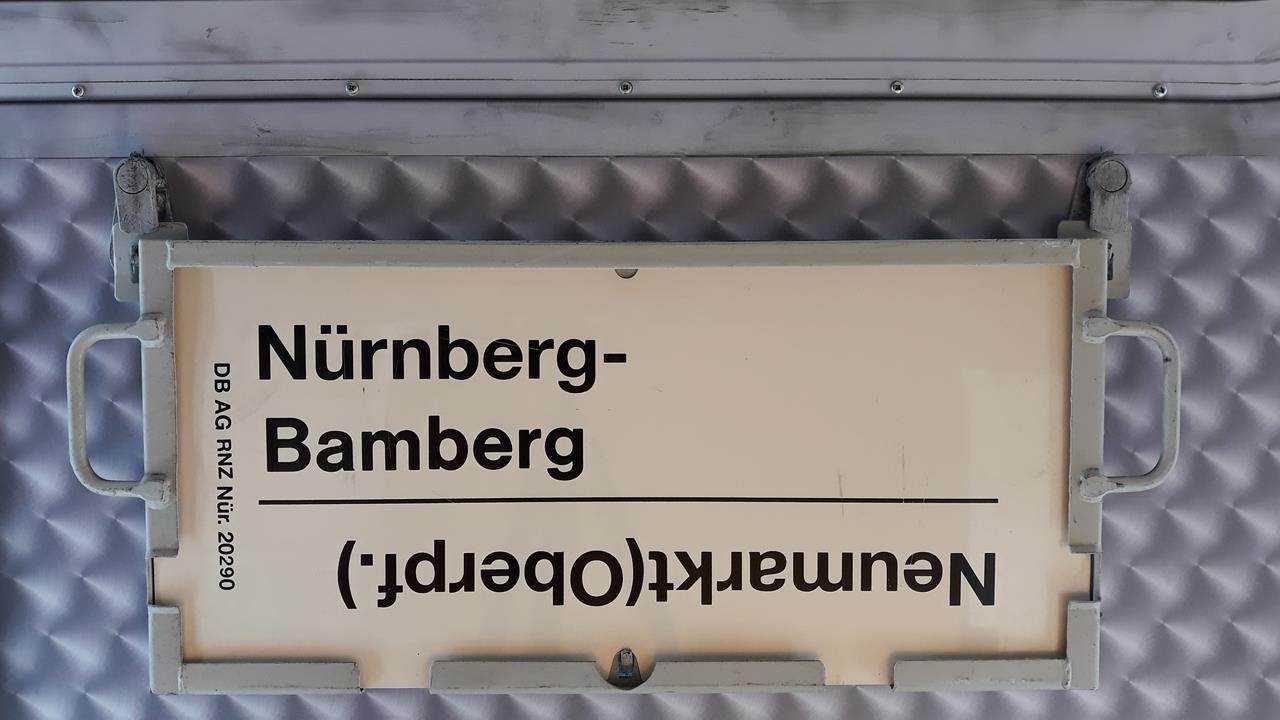 Nürnberg-
Bamberg
Neumarkt(Oberpf.)
DB AG RNZ Nür. 20290